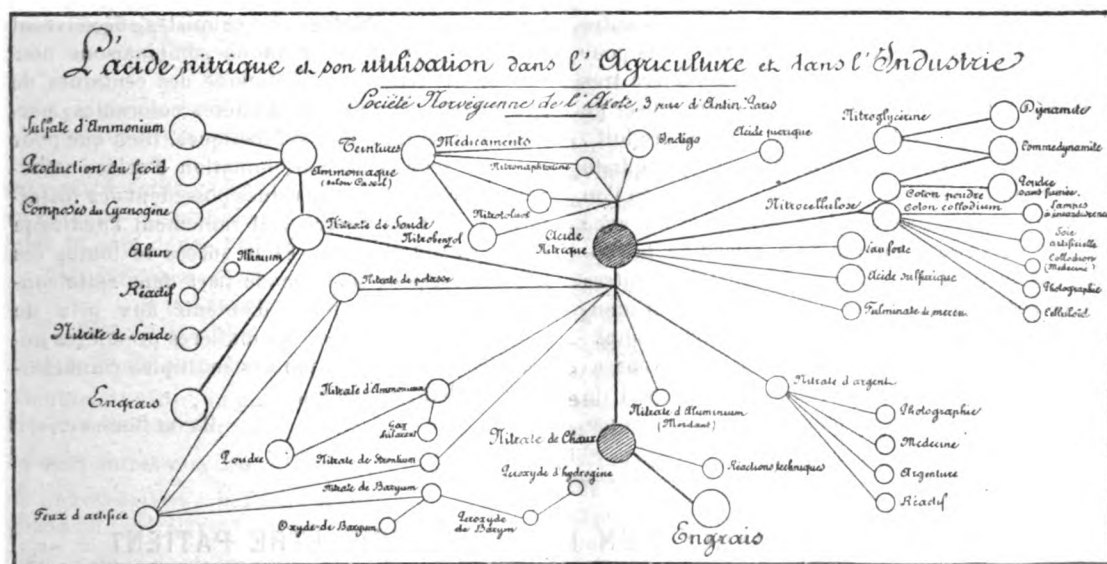 L'acide nitrique et son utilisation dans l'Agriculture et dans l'Industrie
Société Norvégienne de l'Azote, 3 rue d'Antin. Paris
Sulfate d'Ammonium
Production du froid
Composés du Cyanogène
Alun
Minium
Réactif
Nitrite de Soude
Engrais
Poudre
Feux d'artifice
Ammoniaque
Nitrate de Soude
Nitrate de potasse
Teintures
Médicaments
Nitronaphtaline
Nitrotoluol
Nitrobenzol
Indigo
Acide picrique
Acide
Nitrique
Nitroglycérine
Dynamite
Gommedynamite
Nitrocellulose
Coton poudre
Coton collodium
Poudre
sans fumée
Lampes
à incandescence
Soie
artificielle
Collodion
(Médecine)
Photographie
Celluloïd
Eau forte
Acide sulfurique
Fulminate de mercure
Nitrate d'Ammonium
Gaz
hilarant
Nitrate de Strontium
Nitrate de Baryum
Oxyde de Baryum
Peroxyde
de Baryum
Peroxyde d'hydrogène
Nitrate de Chaux
Nitrate d'Aluminium
(Mordant)
Réactions techniques
Engrais
Nitrate d'argent
Photographie
Médecine
Argenture
Réactif